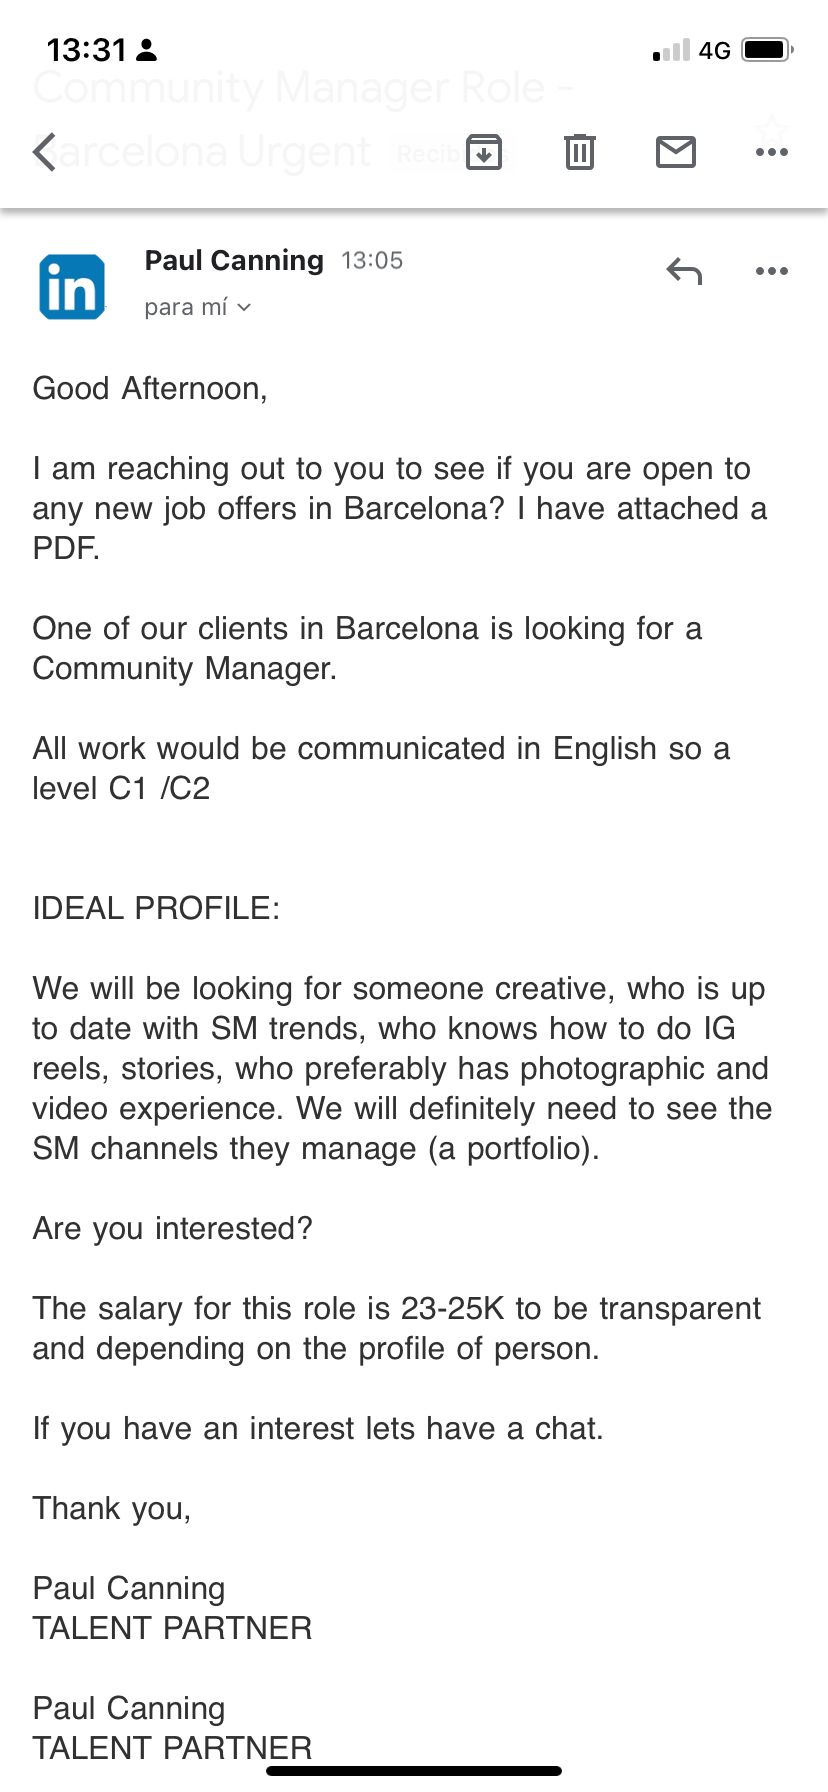 13:31
4G
Community Manager Role -
Barcelona Urgent
in
Paul Canning 13:05
para mí
Good Afternoon,
I am reaching out to you to see if you are open to
any new job offers in Barcelona? I have attached a
PDF.
One of our clients in Barcelona is looking for a
Community Manager.
All work would be communicated in English so a
level C1 /C2
IDEAL PROFILE:
We will be looking for someone creative, who is up
to date with SM trends, who knows how to do IG
reels, stories, who preferably has photographic and
video experience. We will definitely need to see the
SM channels they manage (a portfolio).
Are you interested?
The salary for this role is 23-25K to be transparent
and depending on the profile of person.
If you have an interest lets have a chat.
Thank you,
Paul Canning
TALENT PARTNER
Paul Canning
TALENT PARTNER